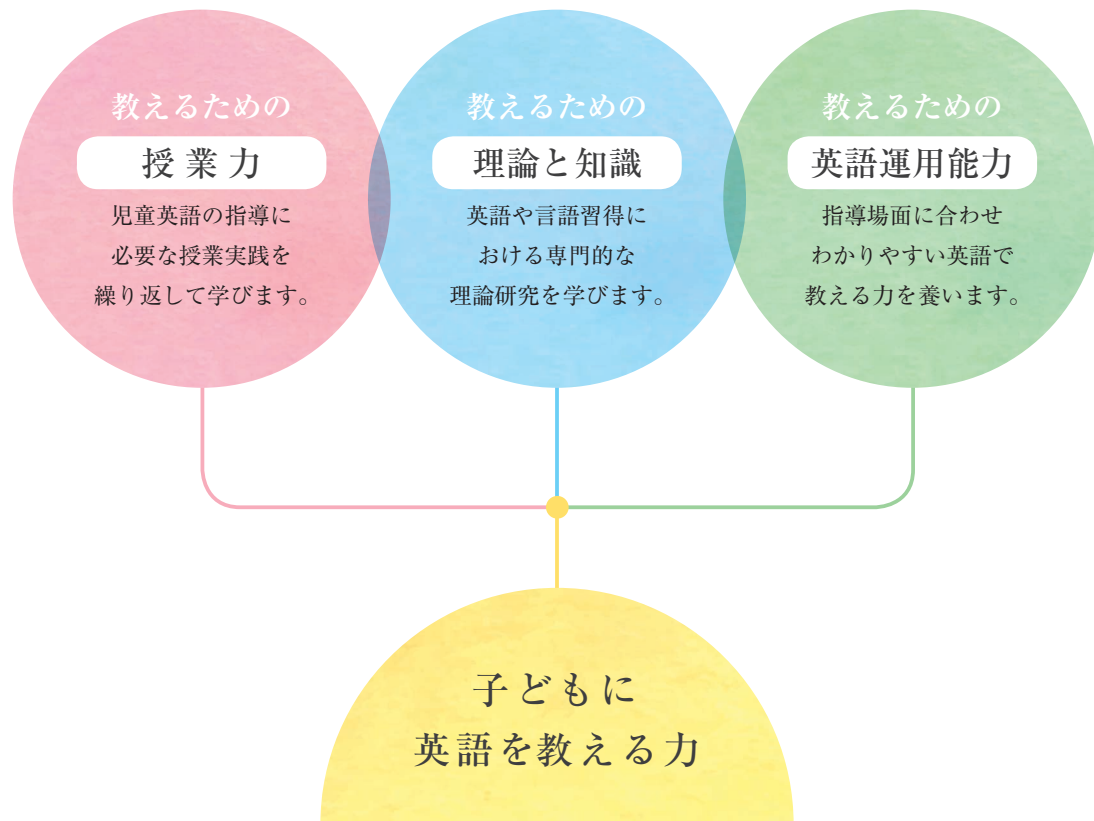 教えるための
授業力
児童英語の指導に
必要な授業実践を
繰り返して学びます。
教えるための
理論と知識
英語や言語習得に
おける専門的な
理論研究を学びます。
教えるための
英語運用能力
指導場面に合わせ
わかりやすい英語で
教える力を養います。
子どもに
英語を教える力